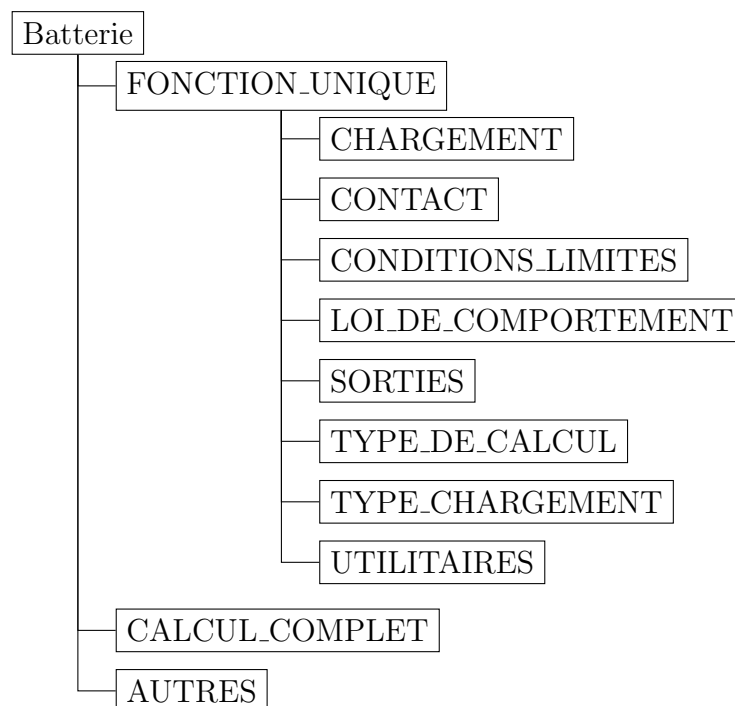 Batterie
FONCTION_UNIQUE
CHARGEMENT
CONTACT
CONDITIONS_LIMITES
LOI_DE_COMPORTEMENT
SORTIES
TYPE_DE_CALCUL
TYPE_CHARGEMENT
UTILITAIRES
CALCUL_COMPLET
AUTRES